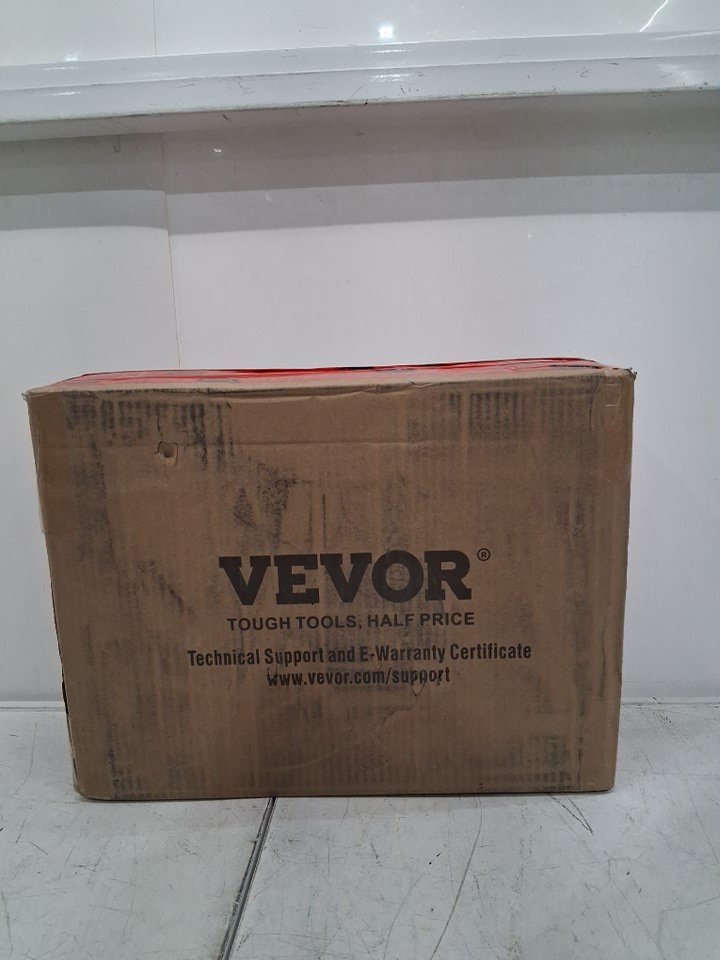 VEVOR®
TOUGH TOOLS, HALF PRICE
Technical Support and E-Warranty Certificate
www.vevor.com/support